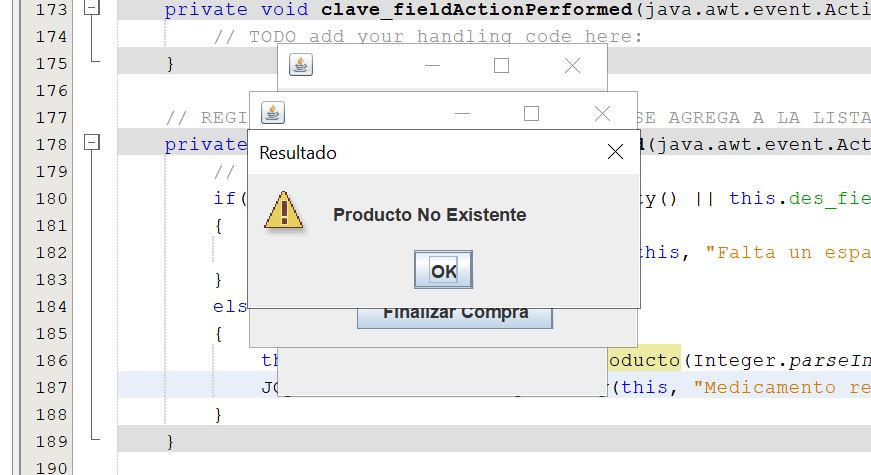 173 private void clave_fieldActionPerformed(java.awt.event.Acti
174 // TODO add your handling code here:
175 }
176
177 // REGI SE AGREGA A LA LISTA
178 private (java.awt.event.Act
179 //
180 if( ty() || this.des_fie
181 {
182 this, "Falta un espa
183 }
184 els
185 {
186 th oducto(Integer.parseIn
187 (this, "Medicamento re
188 }
189 }
190
Resultado
Producto No Existente
OK
Finalizar Compra